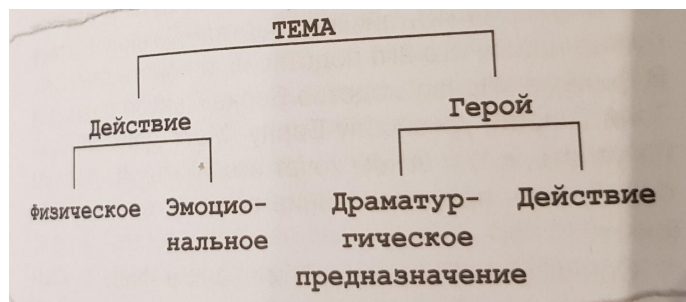 ТЕМА
Действие
Герой
физическое
Эмоцио-
нальное
Драматур-
гическое
предназначение
Действие